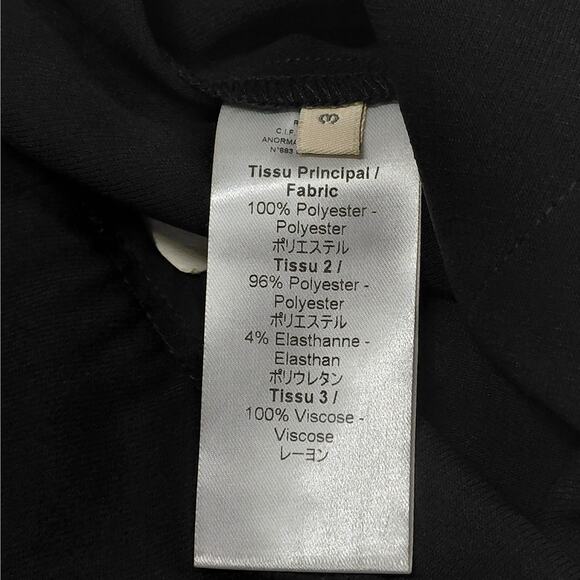 3
R
C.I.F.
ANORMA
N°883
Tissu Principal /
Fabric
100% Polyester -
Polyester
ポリエステル
Tissu 2 /
96% Polyester -
Polyester
ポリエステル
4% Elasthanne -
Elasthan
ポリウレタン
Tissu 3 /
100% Viscose -
Viscose
レーヨン